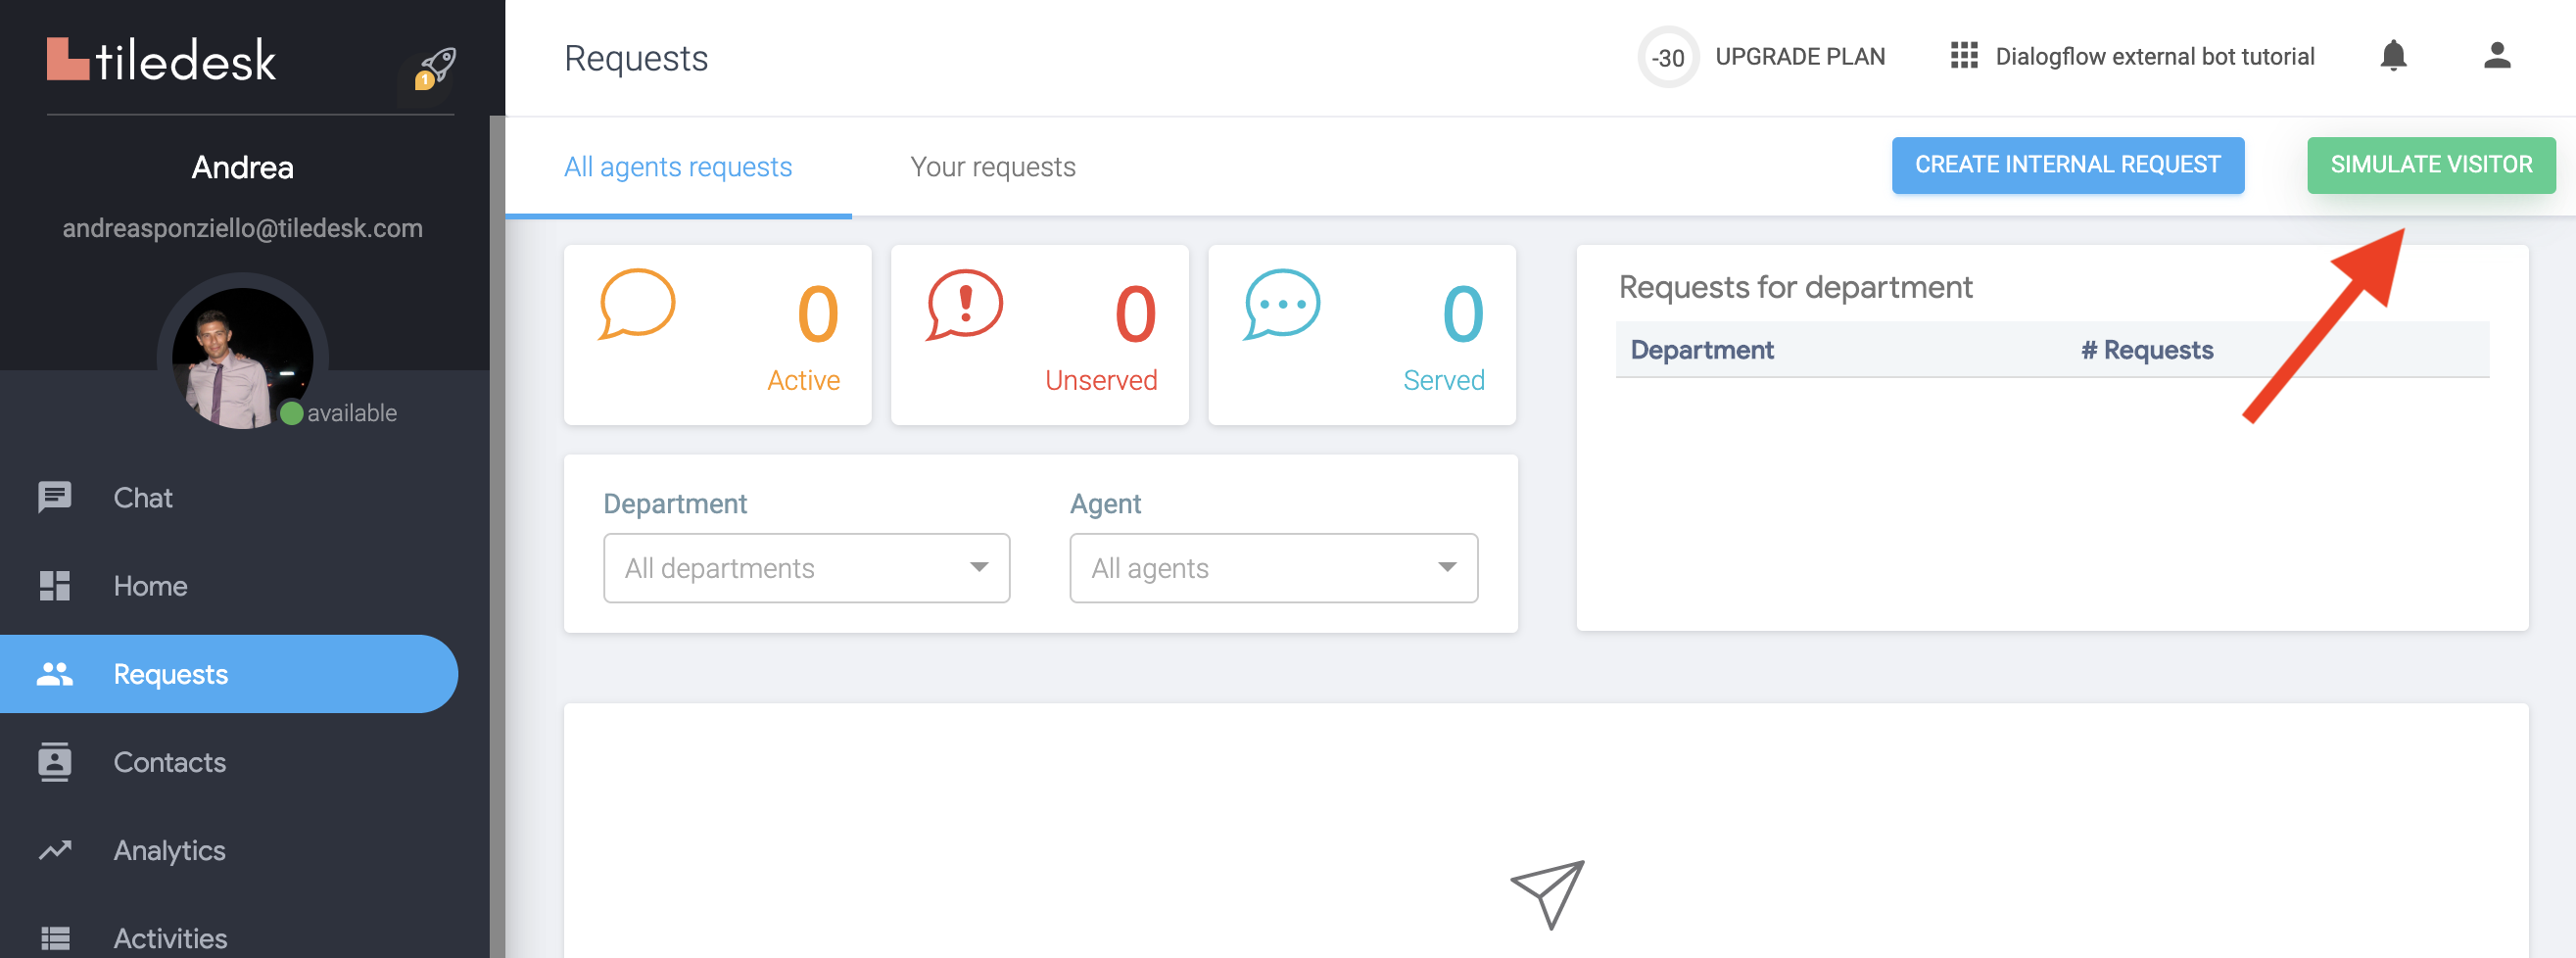 tiledesk
1
Andrea
andreasponziello@tiledesk.com
available
Chat
Home
Requests
Contacts
Analytics
Activities
Requests
-30 UPGRADE PLAN
Dialogflow external bot tutorial
All agents requests
Your requests
CREATE INTERNAL REQUEST
SIMULATE VISITOR
0
Active
0
Unserved
0
Served
Requests for department
Department # Requests
Department
All departments
Agent
All agents